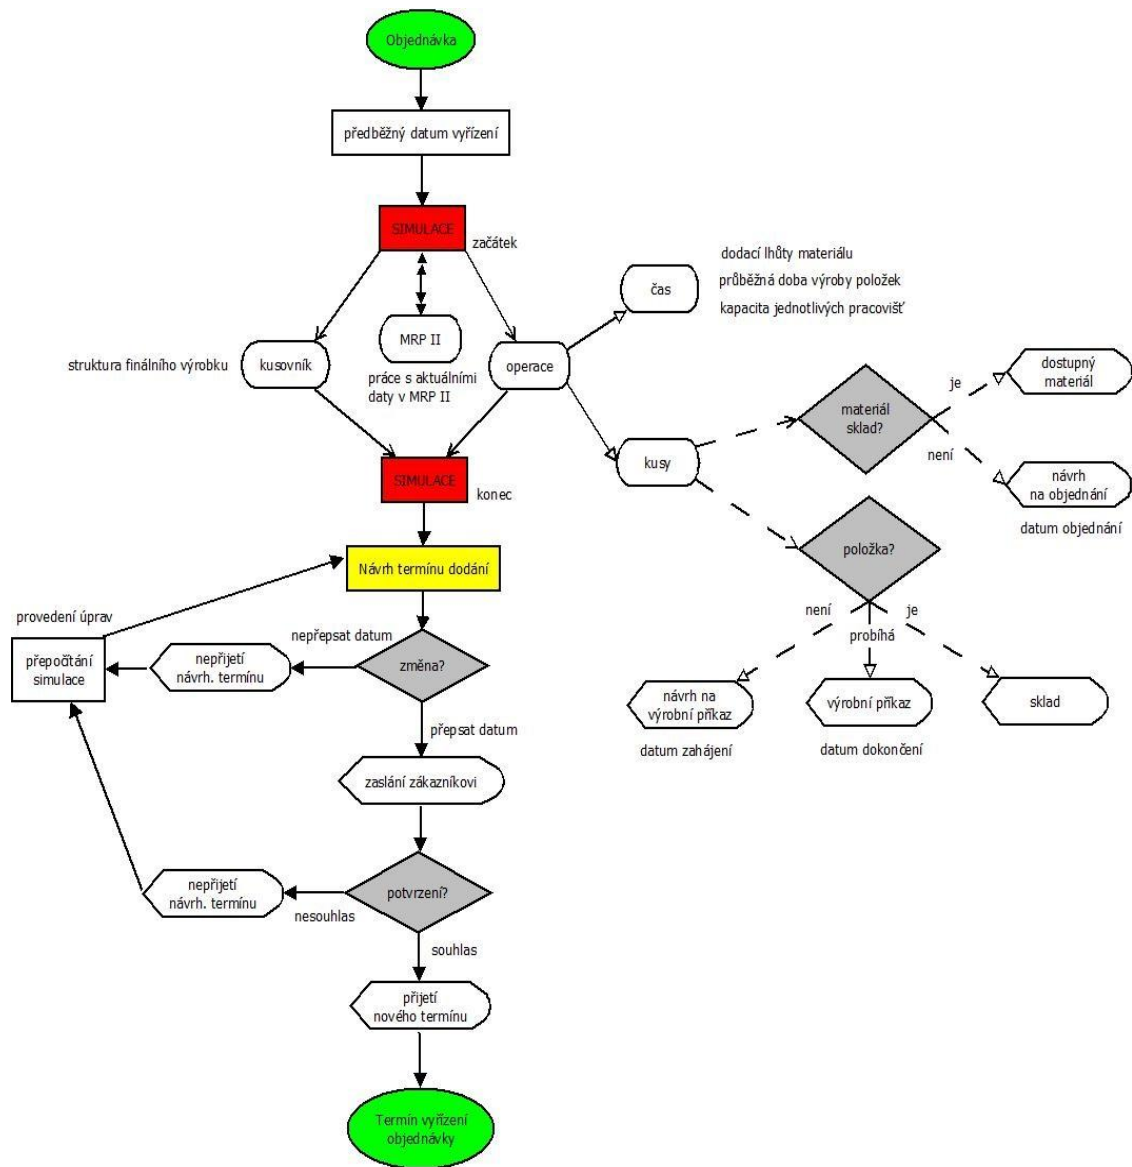 Objednávka
předběžný datum vyřízení
SIMULACE
začátek
dodací lhůty materiálu
průběžná doba výroby položek
kapacita jednotlivých pracovišť
čas
MRP II
práce s aktuálními
daty v MRP II
struktura finálního výrobku
kusovník
operace
dostupný
materiál
je
materiál
sklad?
není
kusy
návrh
na objednání
datum objednání
SIMULACE
konec
položka?
Návrh termínu dodání
není
probíhá
je
provedení úprav
nepřepsat datum
přepočítání
simulace
nepřijetí
návrh. termínu
změna?
návrh na
výrobní příkaz
výrobní příkaz
sklad
datum zahájení
datum dokončení
přepsat datum
zaslání zákazníkovi
nepřijetí
návrh. termínu
potvrzení?
nesouhlas
souhlas
přijetí
nového termínu
Termín vyřízení
objednávky